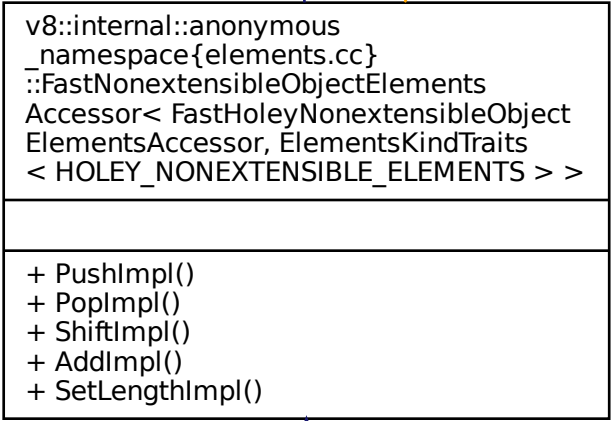 v8::internal::anonymous
_namespace{elements.cc}
::FastNonextensibleObjectElements
Accessor< FastHoleyNonextensibleObject
ElementsAccessor, ElementsKindTraits
< HOLEY_NONEXTENSIBLE_ELEMENTS > >
+ PushImpl()
+ PopImpl()
+ ShiftImpl()
+ AddImpl()
+ SetLengthImpl()